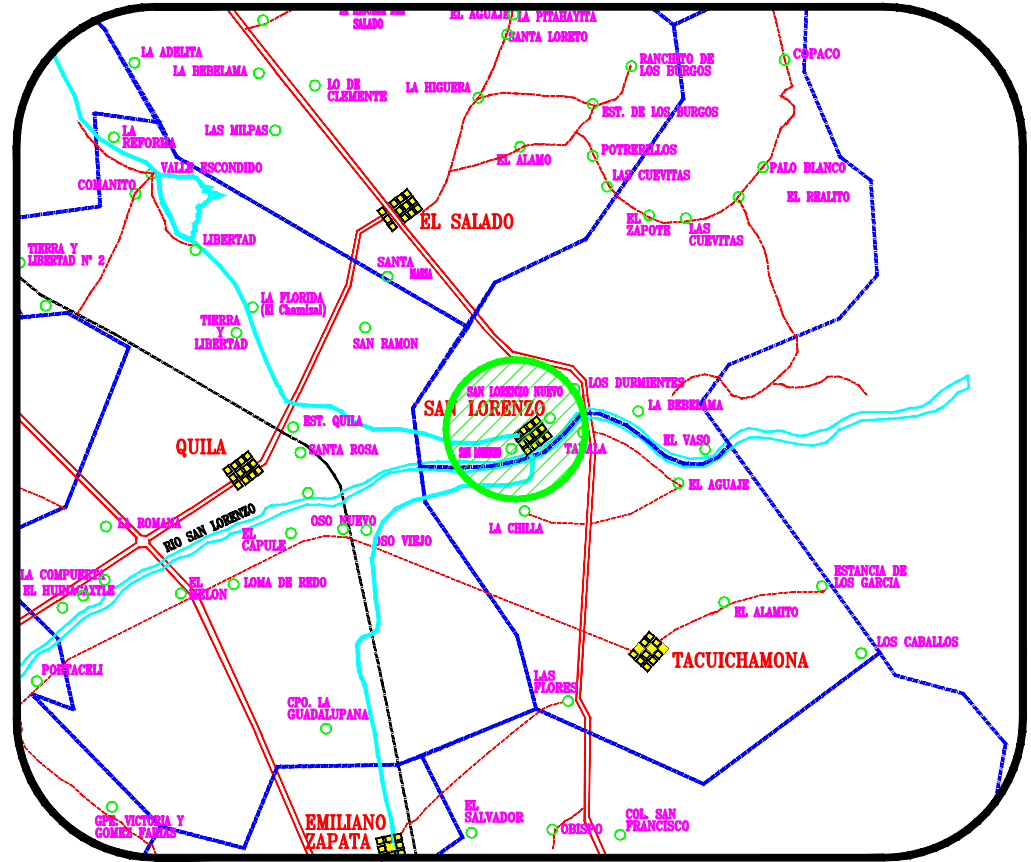 SALADO
EL AGUAJE
LA PITAHAYITA
SANTA LORETO
LA ADELITA
LA BEBELAMA
LO DE
CLEMENTE
LA HIGUERA
RANCHITO DE
LOS BURGOS
COPACO
LA
REFORMA
LAS MILPAS
EST. DE LOS BURGOS
EL ALAMO
POTRERILLOS
VALLE ESCONDIDO
COMANITO
LAS CUEVITAS
PALO BLANCO
EL REALITO
EL SALADO
EL
ZAPOTE
LAS
CUEVITAS
TIERRA Y
LIBERTAD N° 2
LIBERTAD
SANTA
MARIA
LA FLORIDA
(El Chamizal)
TIERRA
Y
LIBERTAD
SAN RAMON
SAN LORENZO NUEVO
LOS DURMIENTES
SAN LORENZO
LA BEBELAMA
EST. QUILA
QUILA
SANTA ROSA
TABALA
EL VASO
EL AGUAJE
LA ROMANA
RIO SAN LORENZO
OSO NUEVO
EL
CAPULE
OSO VIEJO
LA CHILLA
LA COMPUERTA
EL HUINACAXTLE
EL
MELON
LOMA DE REDO
ESTANCIA DE
LOS GARCIA
EL ALAMITO
LOS CABALLOS
TACUICHAMONA
PORTACELI
LAS
FLORES
CPO. LA
GUADALUPANA
GPE. VICTORIA Y
GOMEZ FARIAS
EMILIANO
ZAPATA
EL
SALVADOR
OBISPO
COL. SAN
FRANCISCO